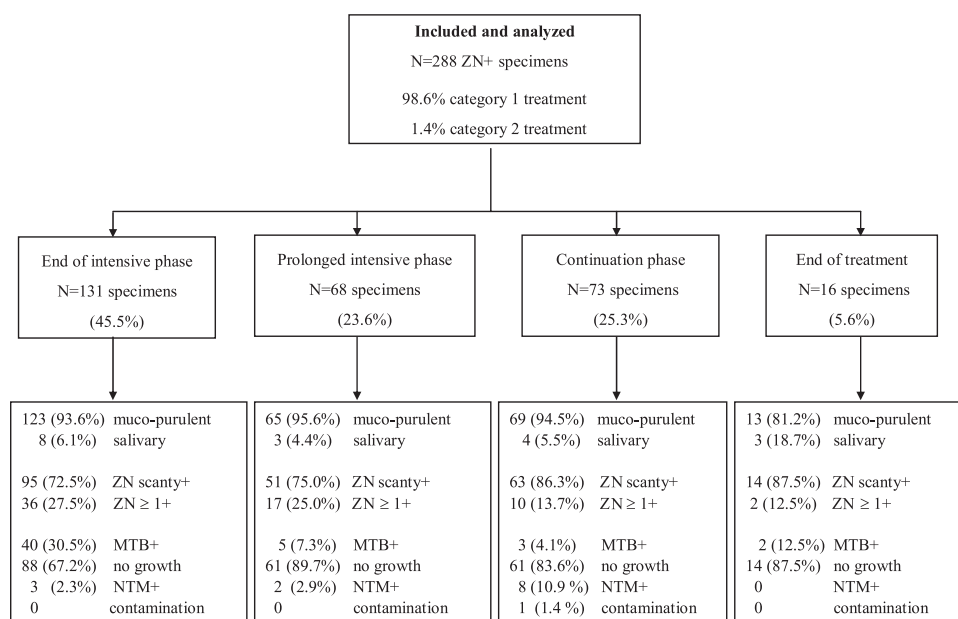 Included and analyzed
N=288 ZN+ specimens
98.6% category 1 treatment
1.4% category 2 treatment
End of intensive phase
N=131 specimens
(45.5%)
Prolonged intensive phase
N=68 specimens
(23.6%)
Continuation phase
N=73 specimens
(25.3%)
End of treatment
N=16 specimens
(5.6%)
123 (93.6%) muco-purulent
8 (6.1%) salivary
95 (72.5%) ZN scanty+
36 (27.5%) ZN ≥ 1+
40 (30.5%) MTB+
88 (67.2%) no growth
3 (2.3%) NTM+
0 contamination
65 (95.6%) muco-purulent
3 (4.4%) salivary
51 (75.0%) ZN scanty+
17 (25.0%) ZN ≥ 1+
5 (7.3%) MTB+
61 (89.7%) no growth
2 (2.9%) NTM+
0 contamination
69 (94.5%) muco-purulent
4 (5.5%) salivary
63 (86.3%) ZN scanty+
10 (13.7%) ZN ≥ 1+
3 (4.1%) MTB+
61 (83.6%) no growth
8 (10.9 %) NTM+
1 (1.4 %) contamination
13 (81.2%) muco-purulent
3 (18.7%) salivary
14 (87.5%) ZN scanty+
2 (12.5%) ZN ≥ 1+
2 (12.5%) MTB+
14 (87.5%) no growth
0 NTM+
0 contamination